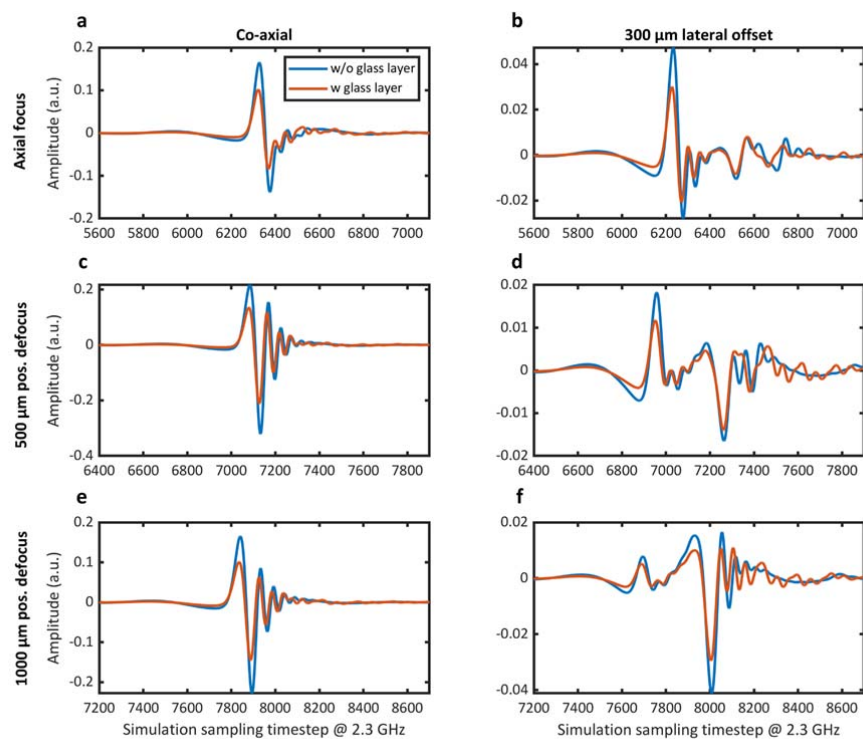 a
b
Co-axial
300 µm lateral offset
Axial focus
Amplitude (a.u.)
0.2
0.1
0
-0.1
-0.2
w/o glass layer
w glass layer
5600 5800 6000 6200 6400 6600 6800 7000
0.04
0.02
0
-0.02
5600 5800 6000 6200 6400 6600 6800 7000
c
d
500 µm pos. defocus
Amplitude (a.u.)
0.2
0
-0.2
-0.4
6400 6600 6800 7000 7200 7400 7600 7800
0.02
0.01
0
-0.01
-0.02
6400 6600 6800 7000 7200 7400 7600 7800
e
f
1000 µm pos. defocus
Amplitude (a.u.)
0.2
0.1
0
-0.1
-0.2
7200 7400 7600 7800 8000 8200 8400 8600
Simulation sampling timestep @ 2.3 GHz
0.02
0
-0.02
-0.04
7200 7400 7600 7800 8000 8200 8400 8600
Simulation sampling timestep @ 2.3 GHz